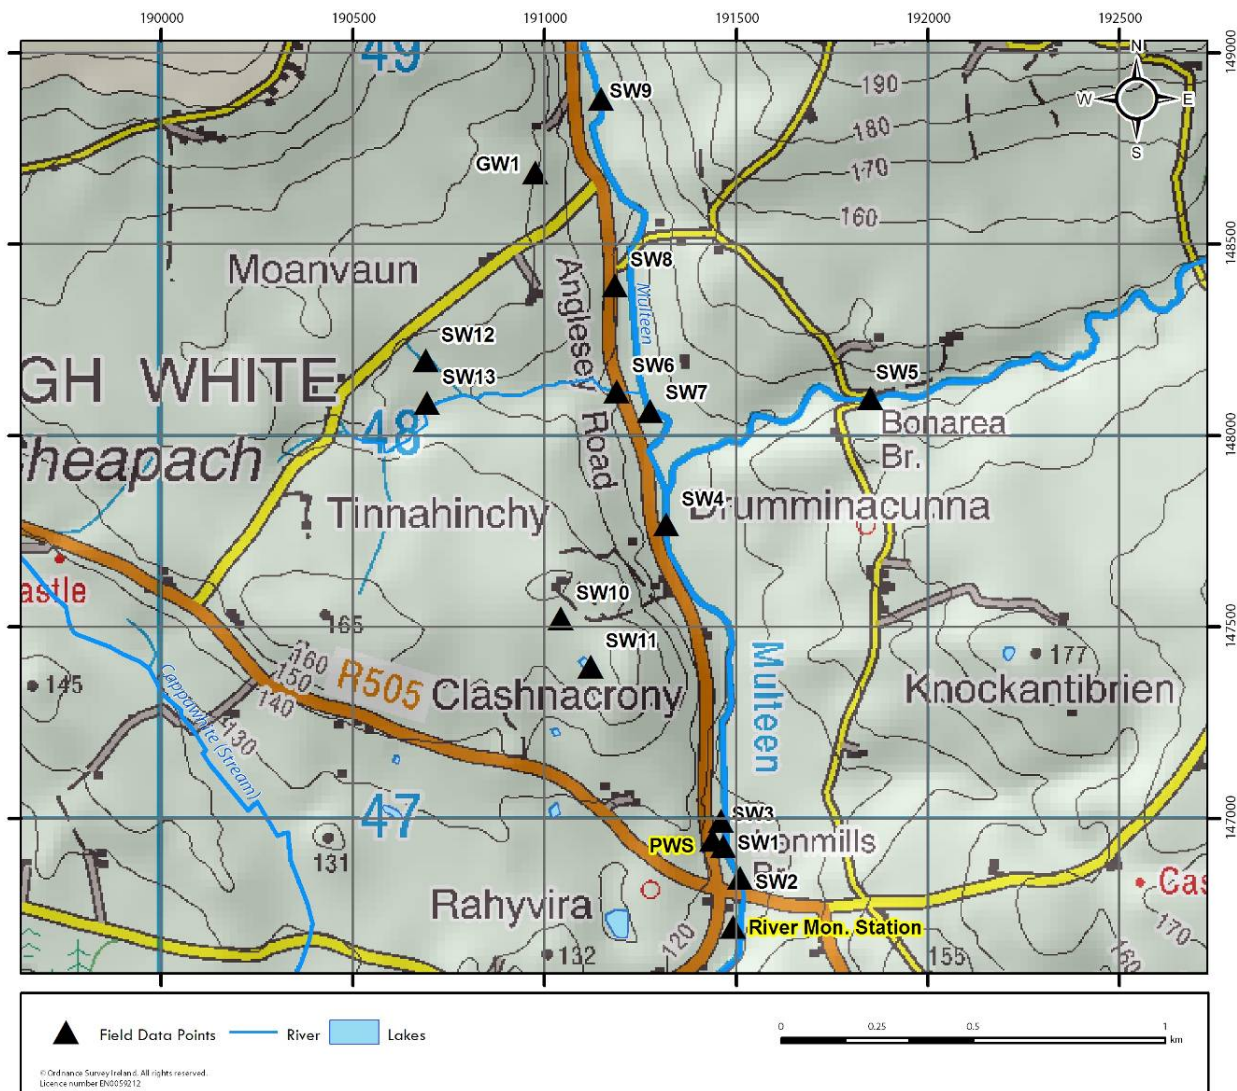 190000 190500 191000 191500 192000 192500
149000
148500
148000
147500
147000
N
W E
S
49
190
180
170
160
SW9
GW1
Moanvaun
SW8
Multeen
Anglesey
Road
SW12
SW13
SW6
SW7
SW5
GH WHITE
48
Bonarea
Br.
heapach
Tinnahinchy
SW4
Drumminacunna
astle
SW10
SW11
165
160
150
140
R505
Clashnacrony
Multeen
177
Knockantibrien
145
130
Cappawhite (Stream)
47
131
SW3
PWS
SW1
onmills
Br.
SW2
Cas
Rahyvira
River Mon. Station
120
132
155
160
170
Field Data Points
River
Lakes
0 0.25 0.5 1
km
© Ordnance Survey Ireland. All rights reserved.
Licence number EN0059212